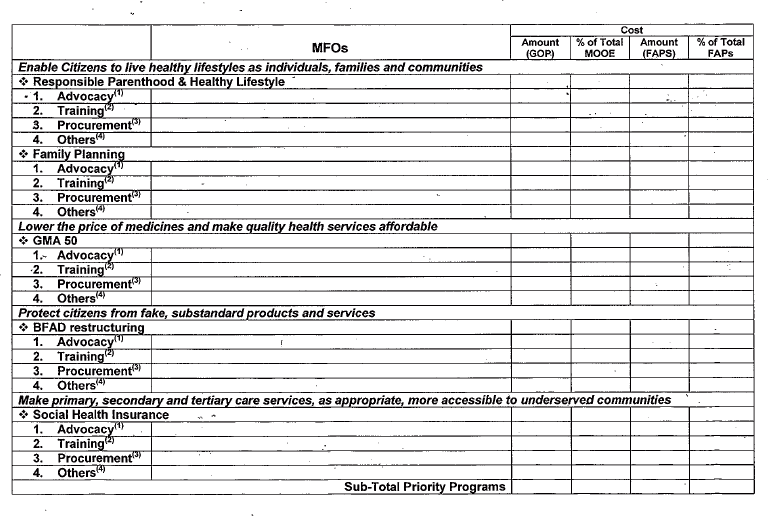 Cost
MFOs
Amount (GOP)
% of Total MOOE
Amount (FAPS)
% of Total FAPs
Enable Citizens to live healthy lifestyles as individuals, families and communities
❖ Responsible Parenthood & Healthy Lifestyle
1. Advocacy(1)
2. Training(2)
3. Procurement(3)
4. Others(4)
❖ Family Planning
1. Advocacy(1)
2. Training(2)
3. Procurement(3)
4. Others(4)
Lower the price of medicines and make quality health services affordable
❖ GMA 50
1. Advocacy(1)
2. Training(2)
3. Procurement(3)
4. Others(4)
Protect citizens from fake, substandard products and services
❖ BFAD restructuring
1. Advocacy(1)
2. Training(2)
3. Procurement(3)
4. Others(4)
Make primary, secondary and tertiary care services, as appropriate, more accessible to underserved communities
❖ Social Health Insurance
1. Advocacy(1)
2. Training(2)
3. Procurement(3)
4. Others(4)
Sub-Total Priority Programs